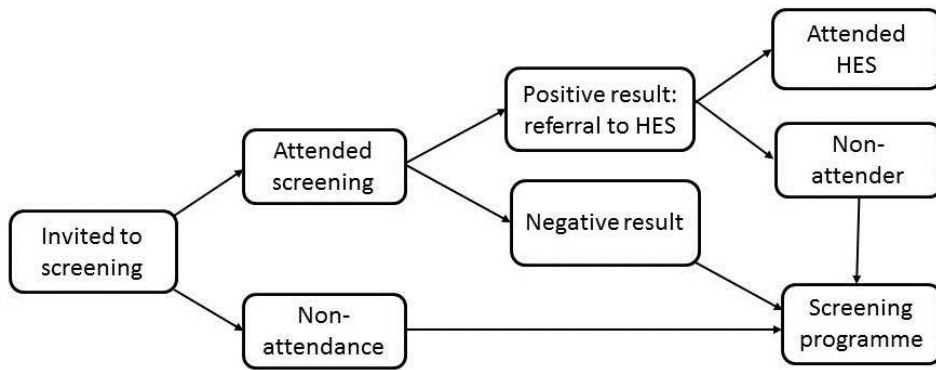 Invited to
screening
Attended
screening
Non-
attendance
Positive result:
referral to HES
Negative result
Attended
HES
Non-
attender
Screening
programme